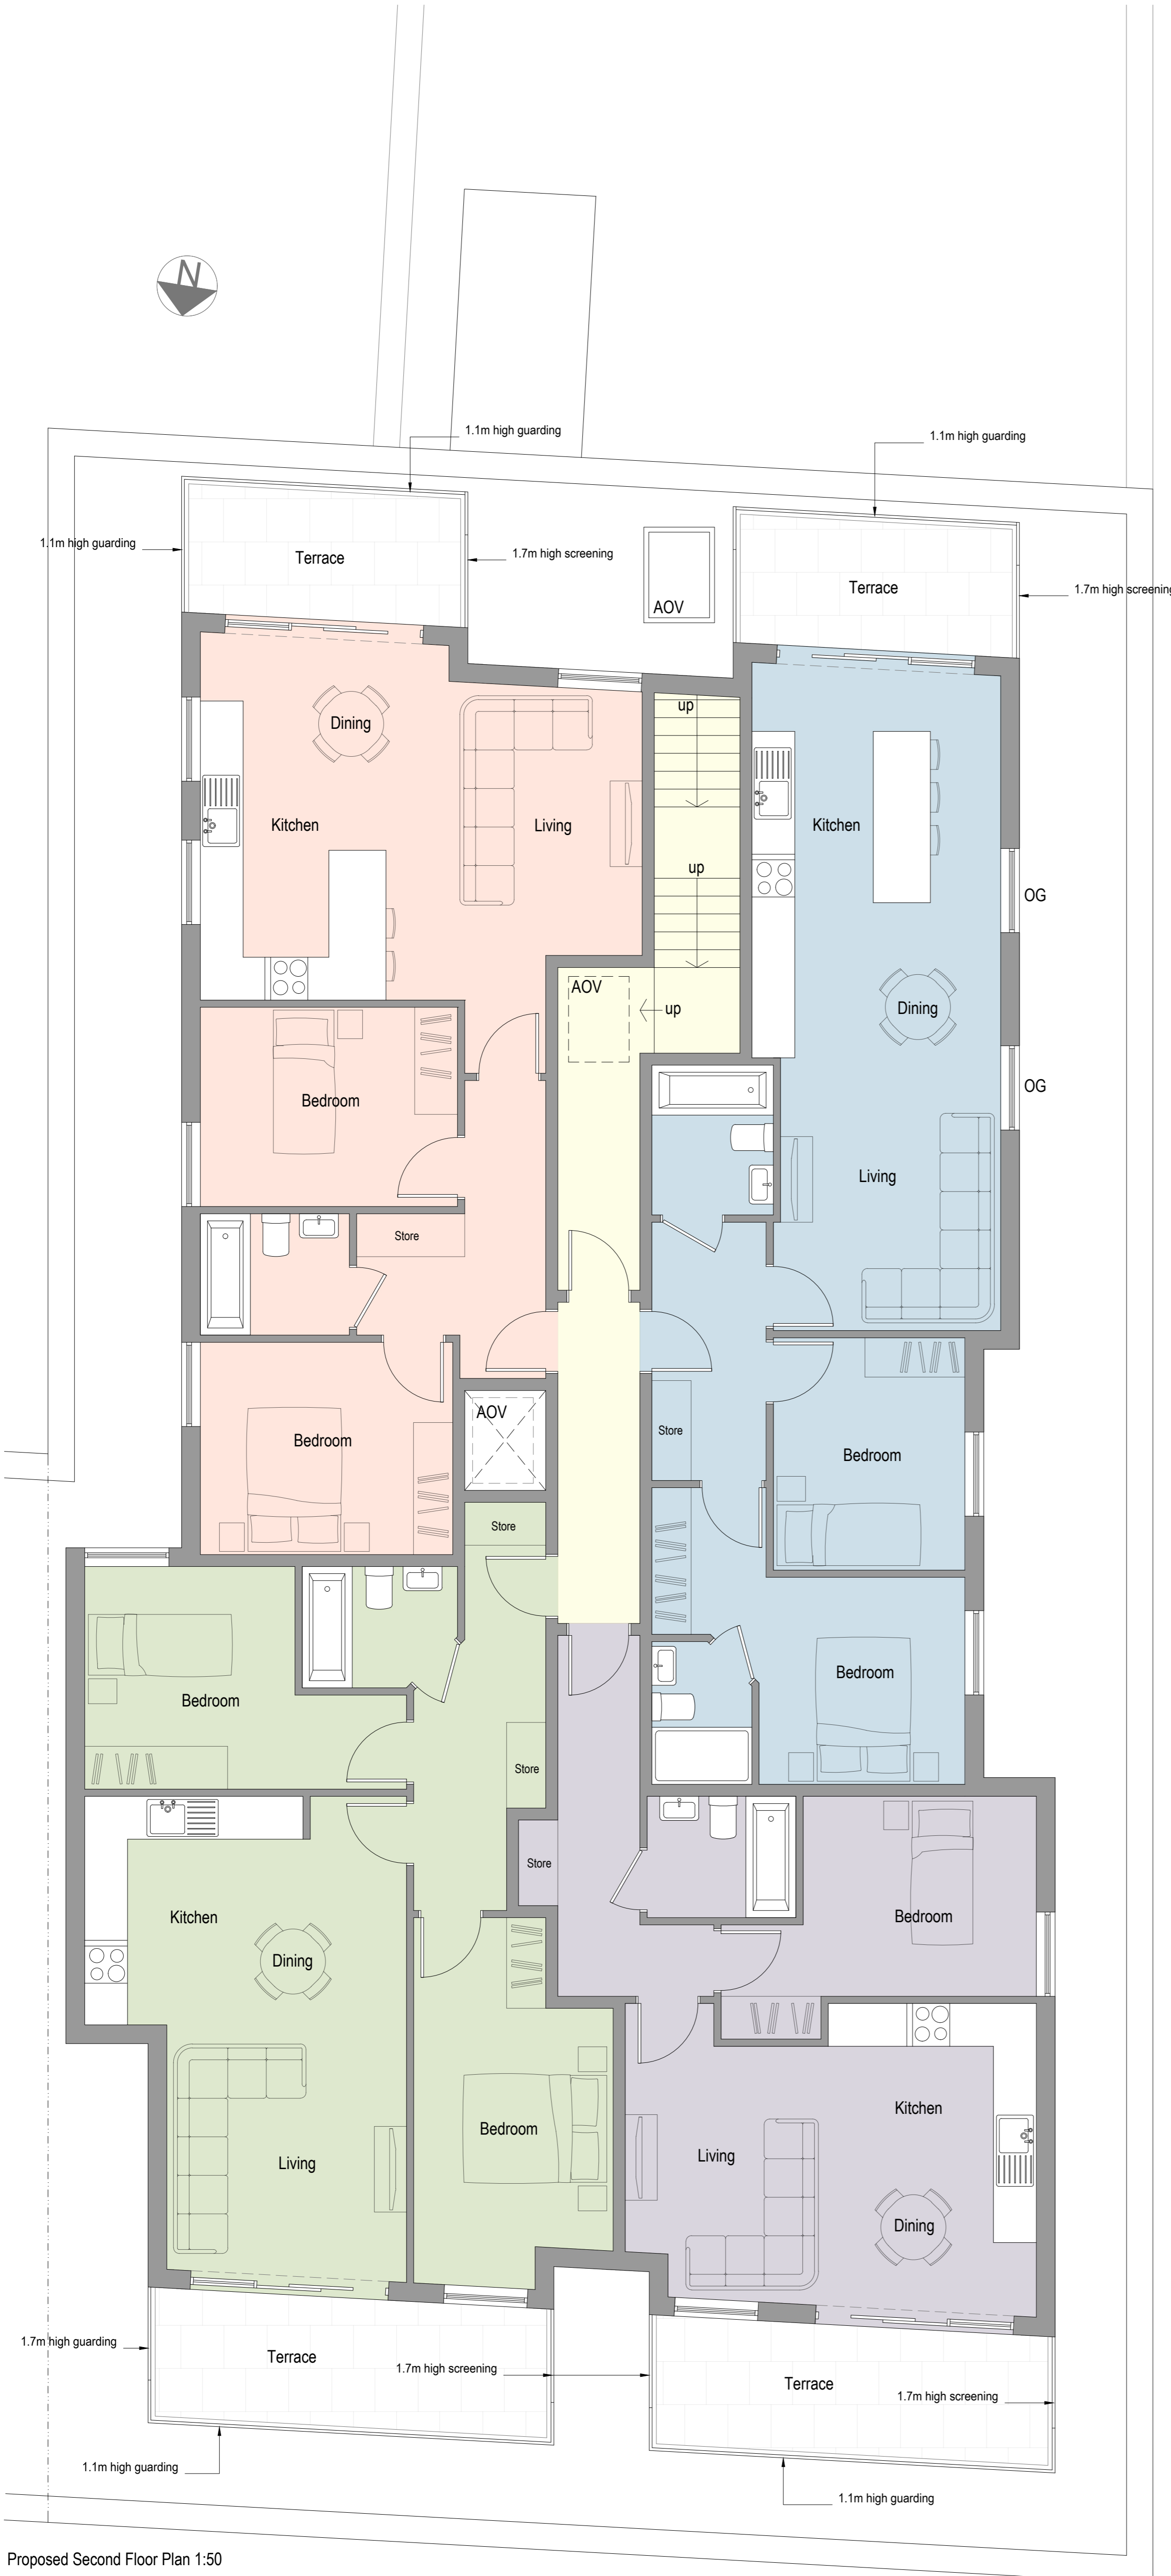 N
1.1m high guarding
1.1m high guarding
1.1m high guarding
Terrace
1.7m high screening
AOV
Terrace
1.7m high screening
up
Dining
Kitchen
Living
Kitchen
up
OG
AOV
up
Dining
Bedroom
OG
Living
Store
AOV
Bedroom
Store
Bedroom
Store
Bedroom
Bedroom
Store
Store
Kitchen
Bedroom
Dining
Kitchen
Bedroom
Living
Living
Dining
1.7m high guarding
Terrace
1.7m high screening
Terrace
1.7m high screening
1.1m high guarding
1.1m high guarding
Proposed Second Floor Plan 1:50